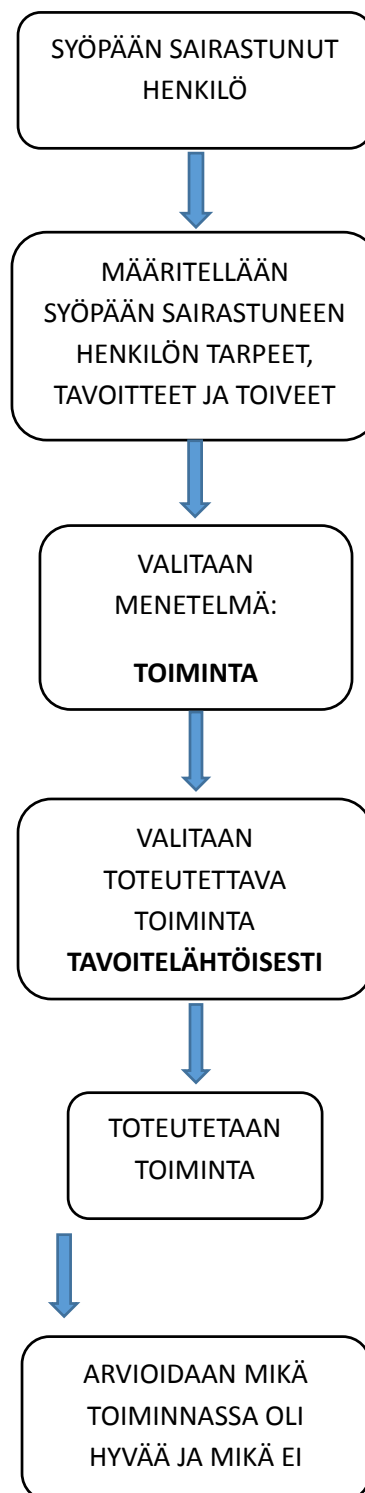 SYÖPÄÄN SAIRASTUNUT
HENKILÖ
MÄÄRITELLÄÄN
SYÖPÄÄN SAIRASTUNEEN
HENKILÖN TARPEET,
TAVOITTEET JA TOIVEET
VALITAAN
MENETELMÄ:
TOIMINTA
VALITAAN
TOTEUTETTAVA
TOIMINTA
TAVOITELÄHTÖISESTI
TOTEUTETAAN
TOIMINTA
ARVIOIDAAN MIKÄ
TOIMINNASSA OLI
HYVÄÄ JA MIKÄ EI